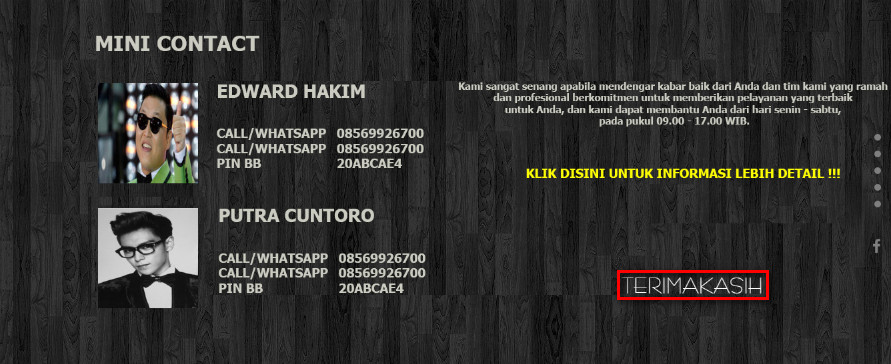 MINI CONTACT
EDWARD HAKIM
CALL/WHATSAPP 08569926700
CALL/WHATSAPP 08569926700
PIN BB 20ABCAE4
PUTRA CUNTORO
CALL/WHATSAPP 08569926700
CALL/WHATSAPP 08569926700
PIN BB 20ABCAE4
Kami sangat senang apabila mendengar kabar baik dari Anda dan tim kami yang ramah
dan profesional berkomitmen untuk memberikan pelayanan yang terbaik
untuk Anda, dan kami dapat membantu Anda dari hari senin - sabtu,
pada pukul 09.00 - 17.00 WIB.
KLIK DISINI UNTUK INFORMASI LEBIH DETAIL !!!
TERIMAKASIH
f